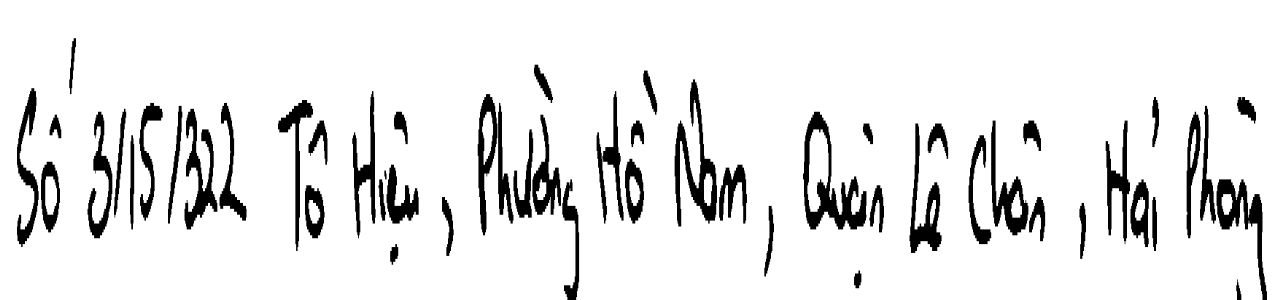 Số 3/15/322 Tô Hiệu, Phường Hồ Nam, Quận Lê Chân, Hải Phòng